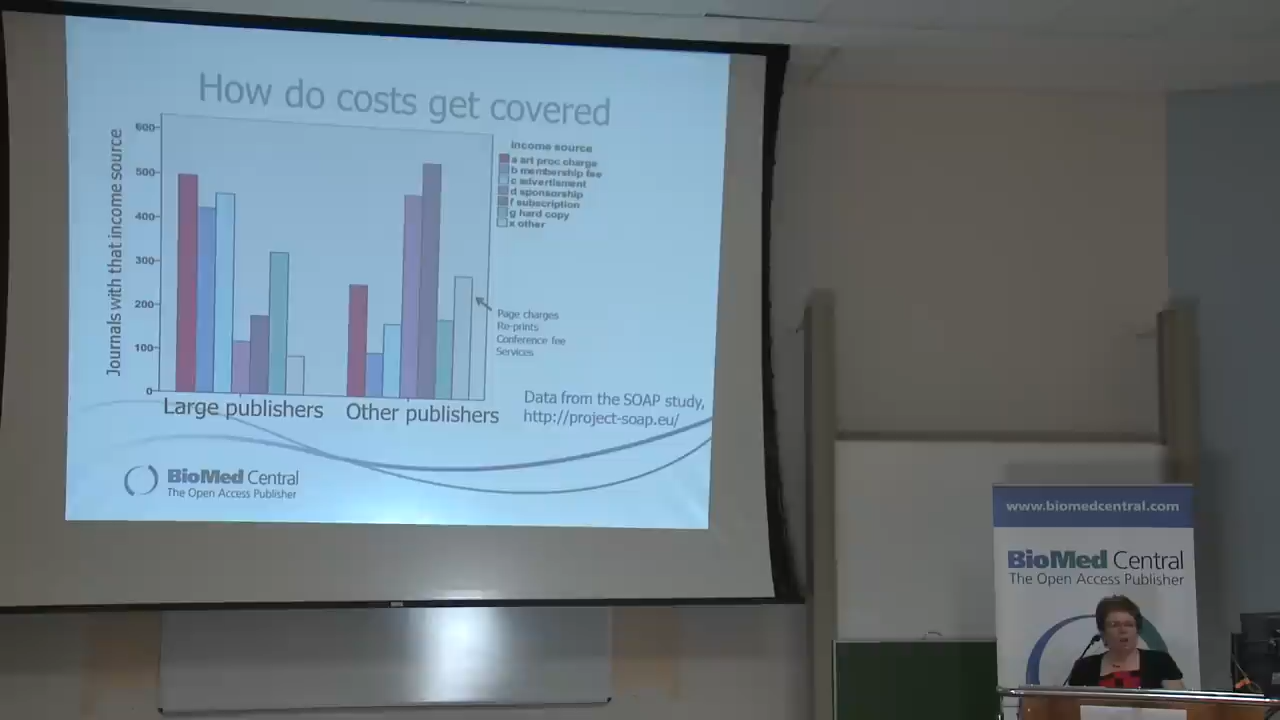 How do costs get covered
Journals with that income source
600
500
400
300
200
100
0
Income source
a art proc charge
b membership fee
c advertisment
d sponsorship
f subscription
g hard copy
x other
Page charges
Re-prints
Conference fee
Services
Large publishers
Other publishers
Data from the SOAP study,
http://project-soap.eu/
BioMed Central
The Open Access Publisher
www.biomedcentral.com
BioMed Central
The Open Access Publisher